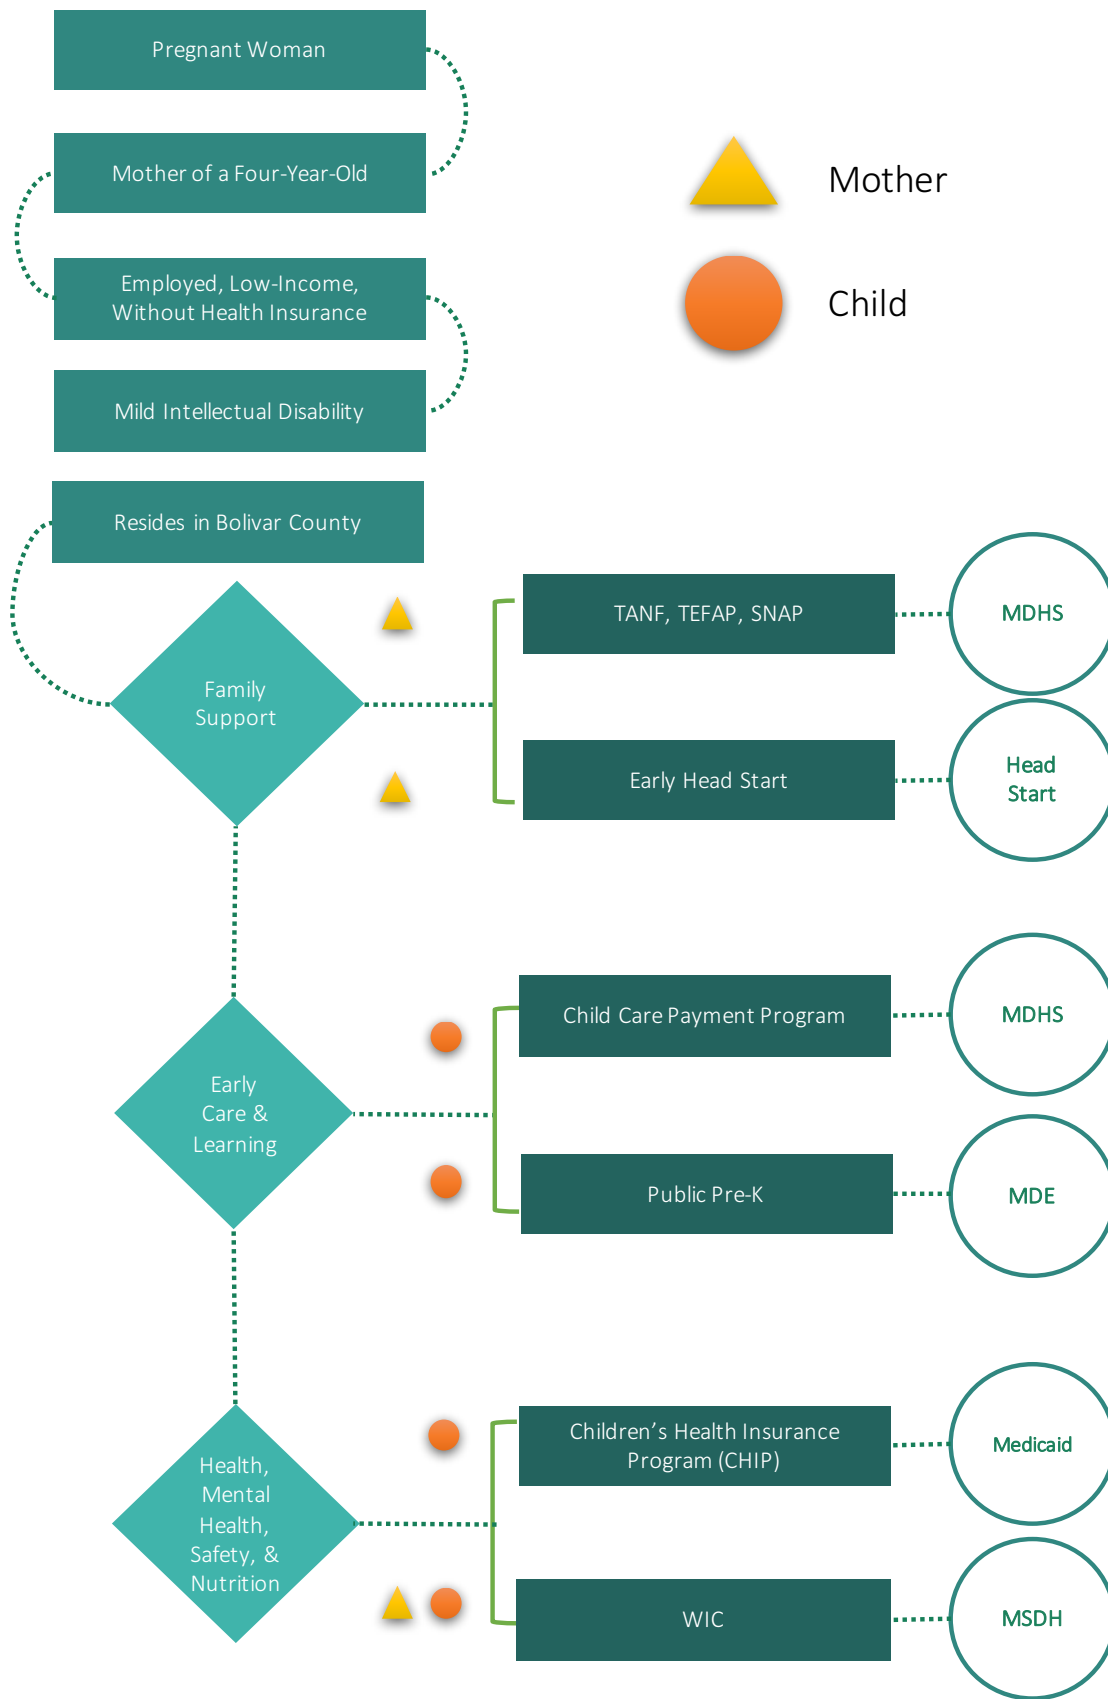 Pregnant Woman
Mother of a Four-Year-Old
Employed, Low-Income,
Without Health Insurance
Mild Intellectual Disability
Resides in Bolivar County
Mother
Child
Family
Support
TANF, TEFAP, SNAP
MDHS
Early Head Start
Head
Start
Early
Care &
Learning
Child Care Payment Program
MDHS
Public Pre-K
MDE
Health,
Mental
Health,
Safety, &
Nutrition
Children’s Health Insurance
Program (CHIP)
Medicaid
WIC
MSDH